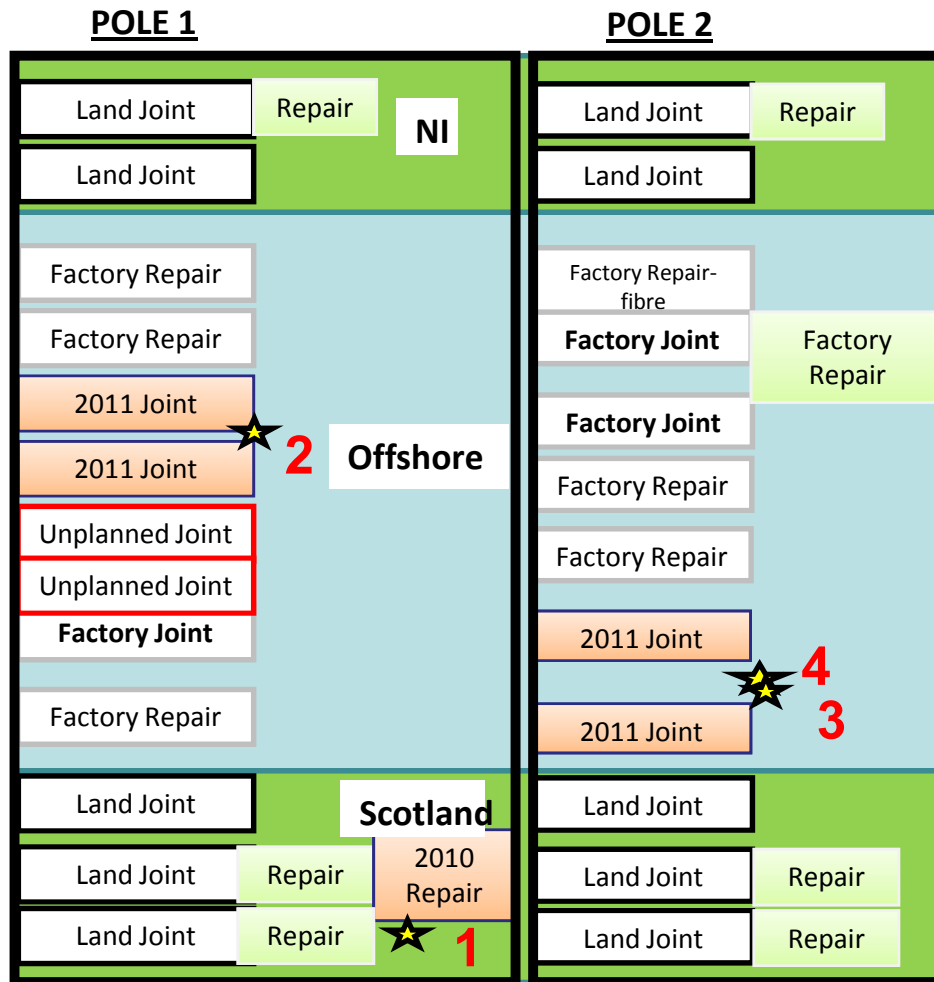 POLE 1
Land Joint
Repair
NI
Land Joint
Factory Repair
Factory Repair
2011 Joint
2
Offshore
2011 Joint
Unplanned Joint
Unplanned Joint
Factory Joint
Factory Repair
Land Joint
Scotland
Land Joint
Repair
2010
Repair
Land Joint
Repair
1
POLE 2
Land Joint
Repair
Land Joint
Factory Repair-
fibre
Factory Joint
Factory
Repair
Factory Joint
Factory Repair
Factory Repair
2011 Joint
4
3
2011 Joint
Land Joint
Land Joint
Repair
Land Joint
Repair